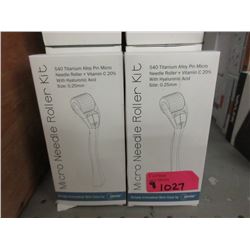 Micro Needle Roller Kit
540 Titanium Alloy Pin Micro
Needle Roller + Vitamin C 20%
With Hyaluronic Acid
Size: 0.25mm
Micro Needle Roller Kit
540 Titanium Alloy Pin Micro
Needle Roller + Vitamin C 20%
With Hyaluronic Acid
Size: 0.25mm
1027